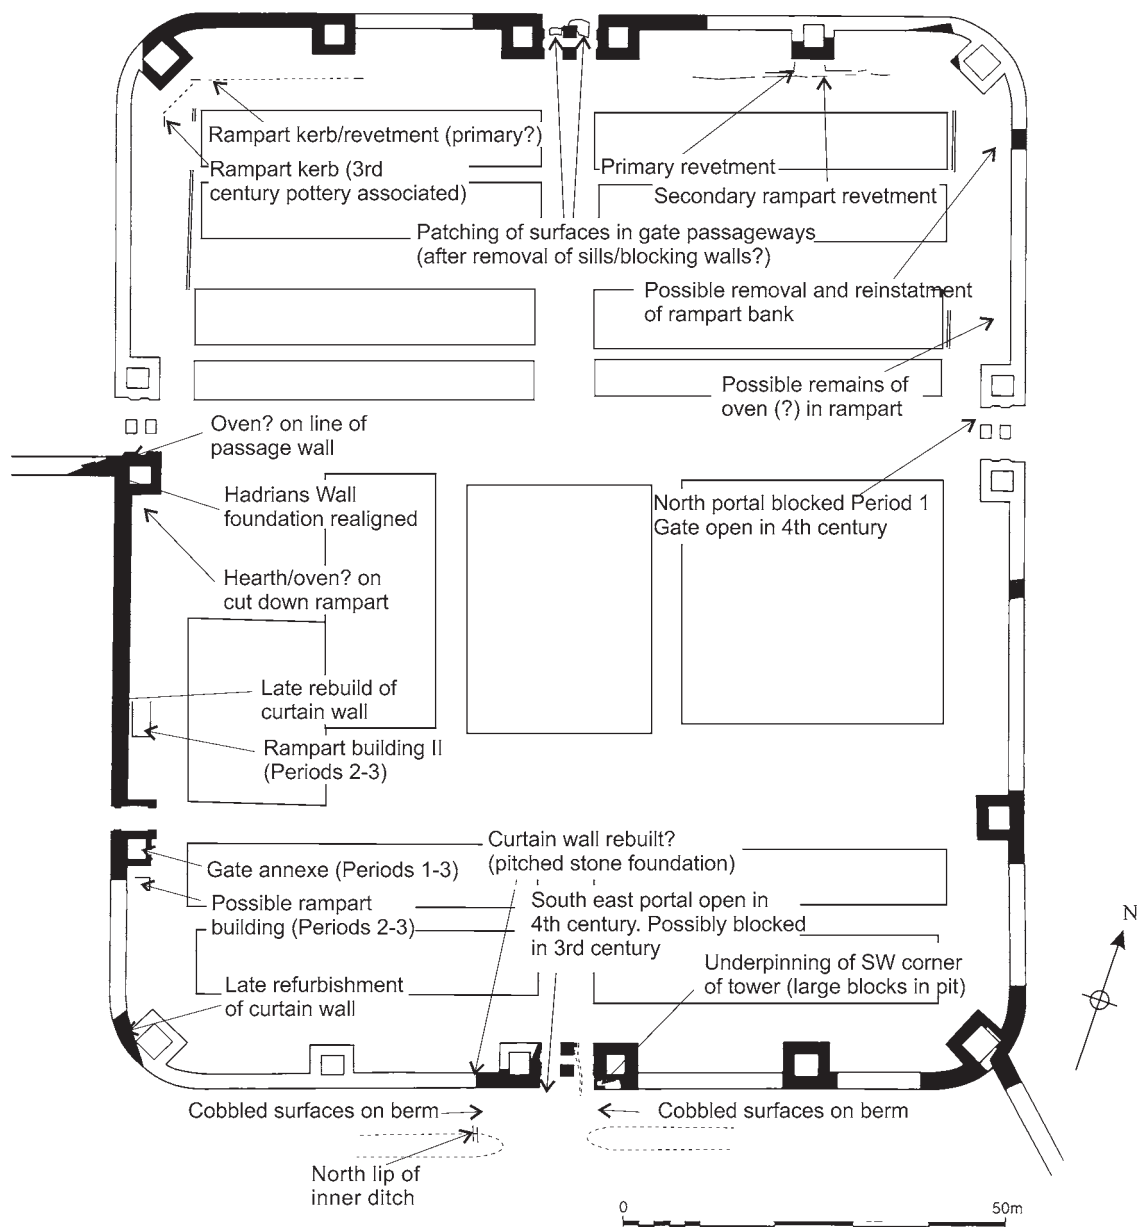 Rampart kerb/revetment (primary?)
Rampart kerb (3rd
century pottery associated)
Primary revetment
Secondary rampart revetment
Patching of surfaces in gate passageways
(after removal of sills/blocking walls?)
Possible removal and reinstatment
of rampart bank
Possible remains of
oven (?) in rampart
Oven? on line of
passage wall
Hadrians Wall
foundation realigned
North portal blocked Period 1
Gate open in 4th century
Hearth/oven? on
cut down rampart
Late rebuild of
curtain wall
Rampart building II
(Periods 2-3)
Curtain wall rebuilt?
(pitched stone foundation)
Gate annexe (Periods 1-3)
Possible rampart
building (Periods 2-3)
South east portal open in
4th century. Possibly blocked
in 3rd century
N
Underpinning of SW corner
of tower (large blocks in pit)
Late refurbishment
of curtain wall
Cobbled surfaces on berm
Cobbled surfaces on berm
North lip of
inner ditch
0
50m